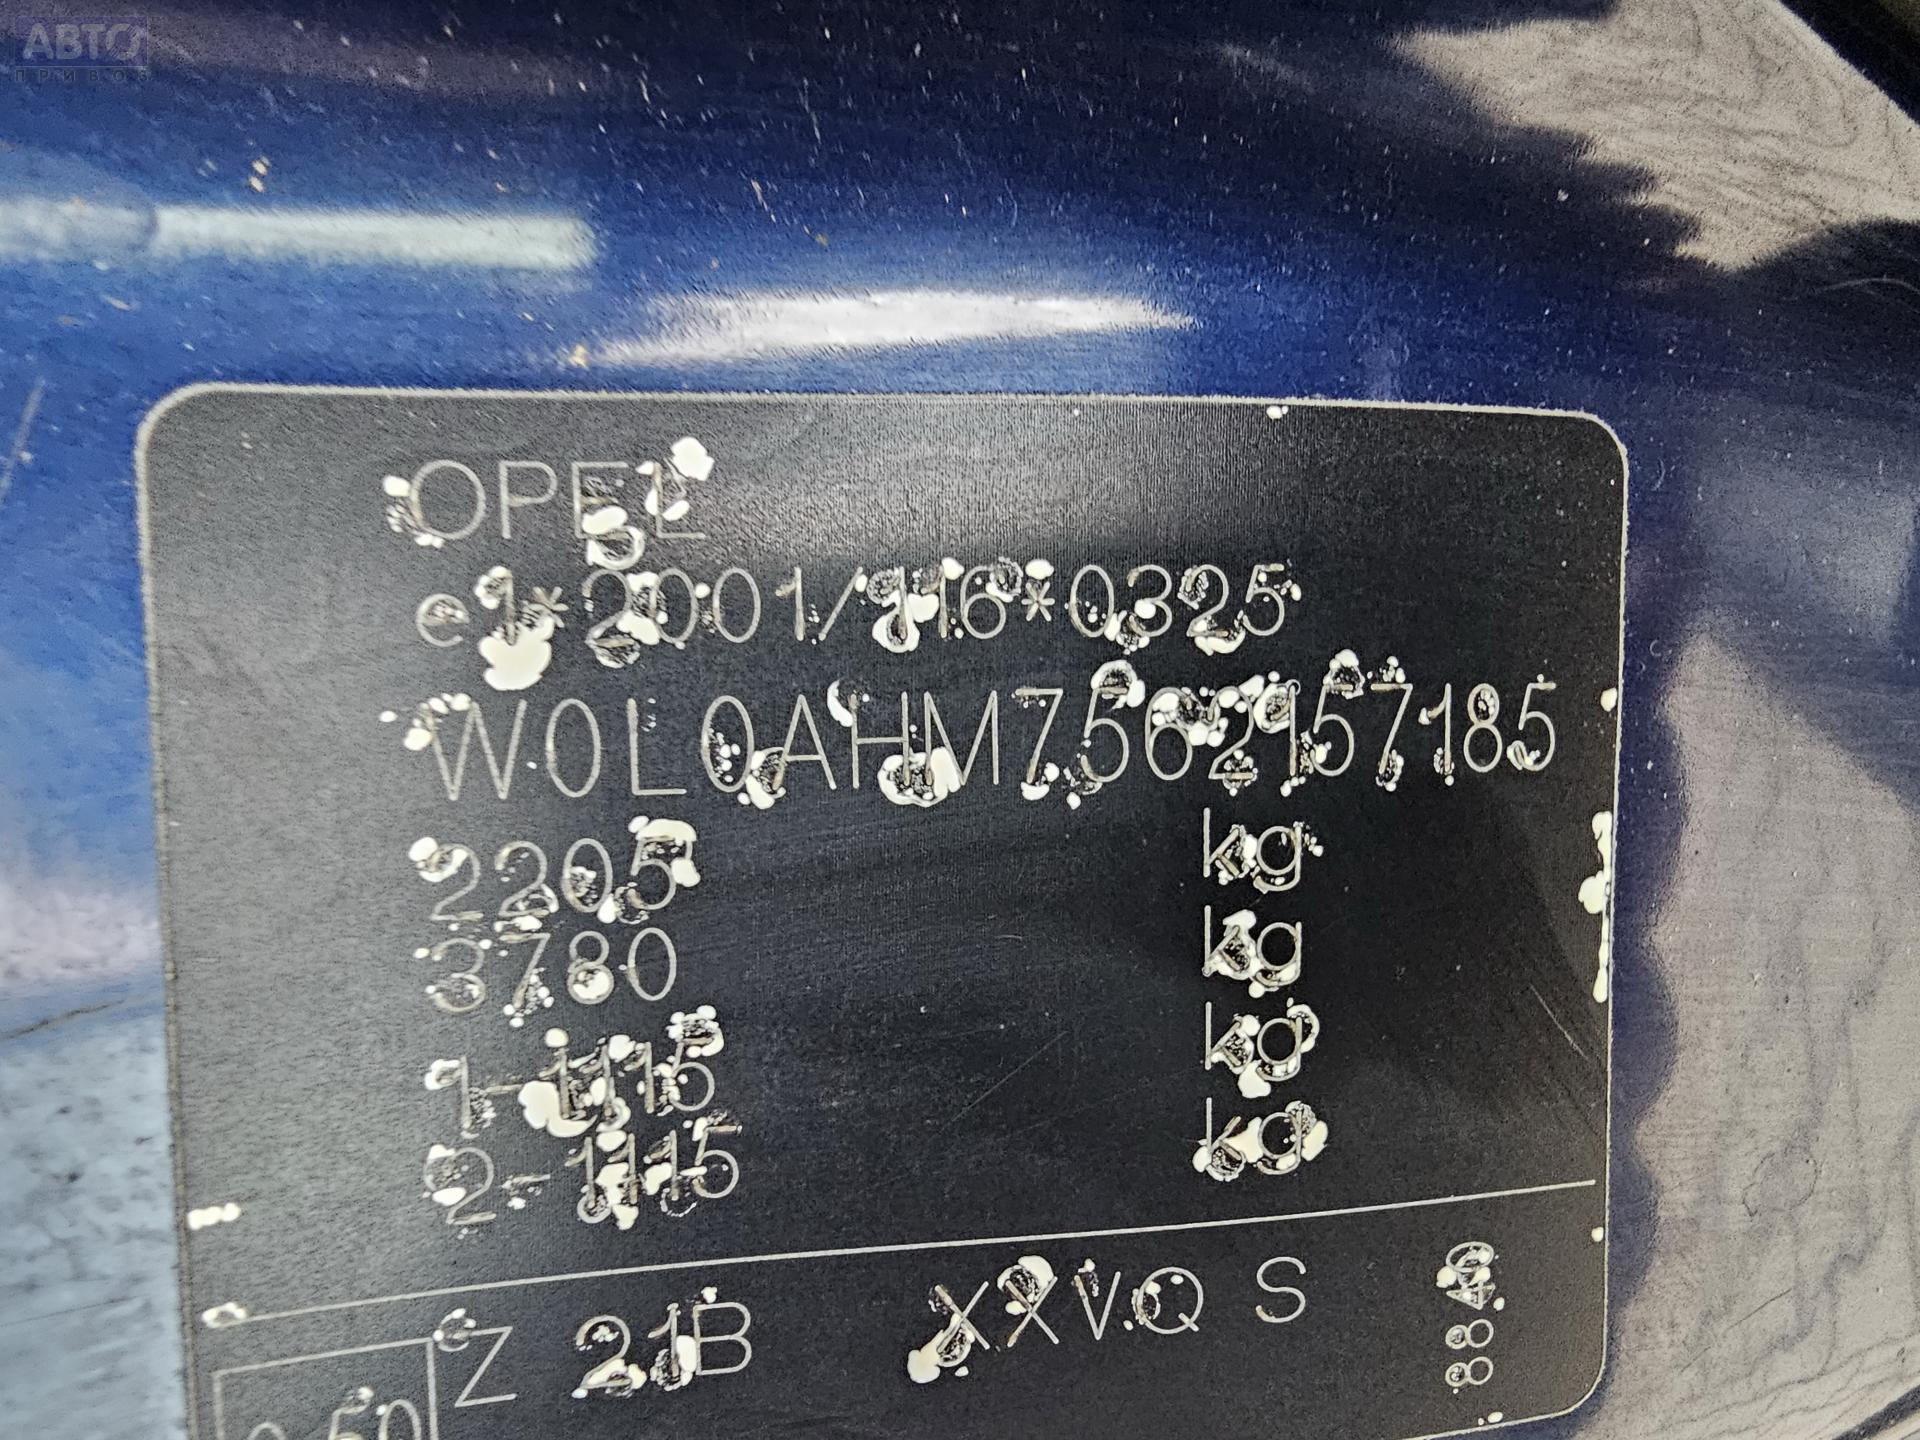 АВТО
ПРИВОЗ
OPEL
e1*2001/116*0325
W0L0AHM7562157185
2205 kg
3780 kg
1-1115 kg
2-1115 kg
Z 21B XXVQ S